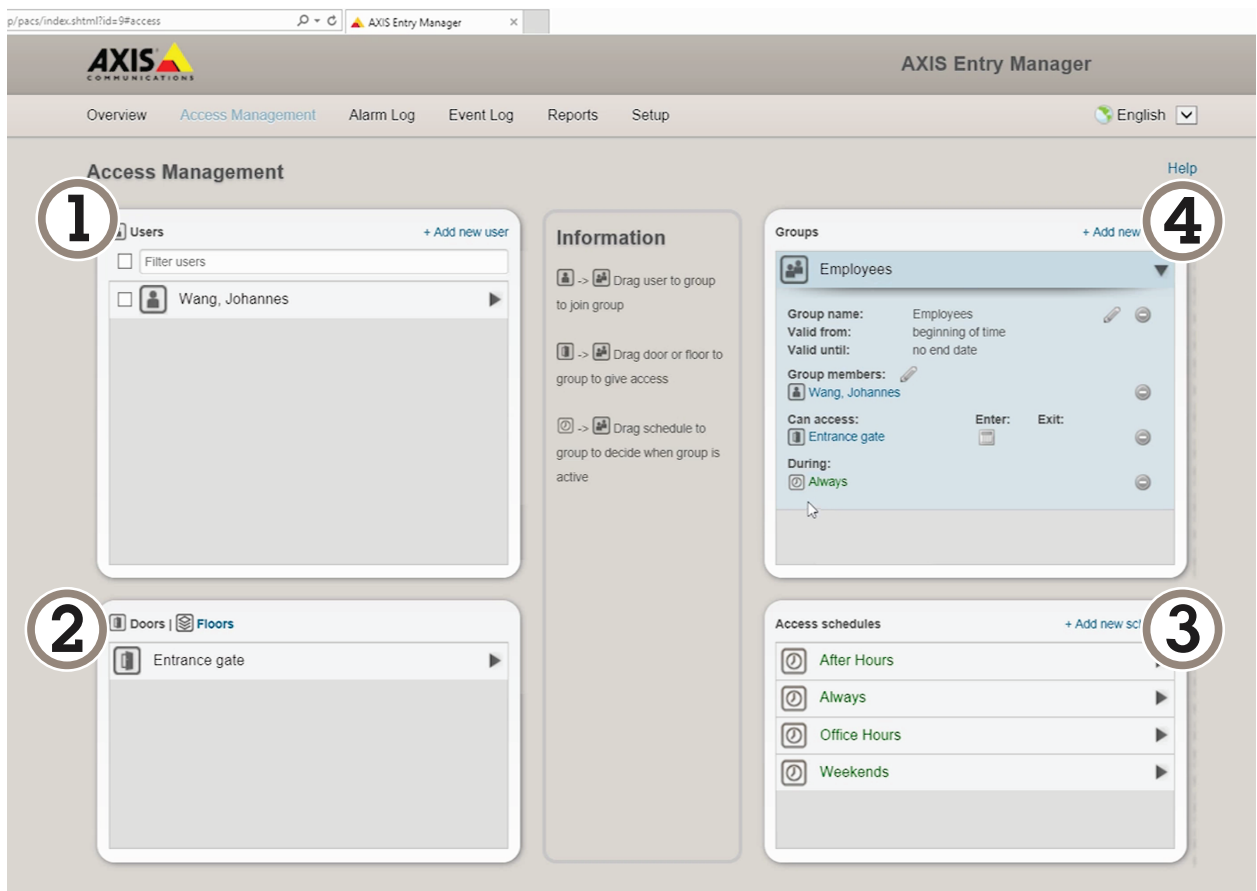 p/pacs/index.shtml?id=9#access
AXIS Entry Manager
AXIS
COMMUNICATIONS
AXIS Entry Manager
Overview Access Management Alarm Log Event Log Reports Setup
English
Access Management
Help
1
Users
+ Add new user
Filter users
Wang, Johannes
Information
-> Drag user to group
to join group
-> Drag door or floor to
group to give access
-> Drag schedule to
group to decide when group is
active
4
Groups
+ Add new
Employees
Group name: Employees
Valid from: beginning of time
Valid until: no end date
Group members:
Wang, Johannes
Can access: Enter: Exit:
Entrance gate
During:
Always
2
Doors | Floors
Entrance gate
3
Access schedules
+ Add new
After Hours
Always
Office Hours
Weekends